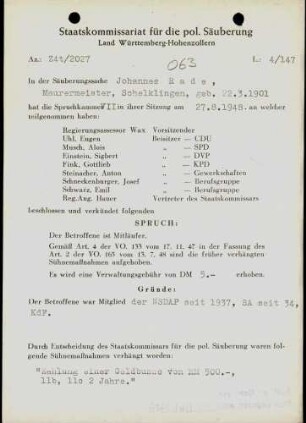 Staatskommissariat für die pol. Säuberung
Land Württemberg-Hohenzollern
Az.: Z4t/2027
L: 4/147
063
In der Säuberungssache Johannes Rade,
Maurermeister, Schelklingen, geb. 22.3.1901
hat die Spruchkammer VII in ihrer Sitzung am 27.8.1948. an welcher
teilgenommen haben:
Regierungsassessor Wax Vorsitzender
Uhl, Eugen Beisitzer — CDU
Musch, Alois „ — SPD
Einstein, Sigbert „ — DVP
Fink, Gottlieb „ — KPD
Steinacher, Anton „ — Gewerkschaften
Schneckenburger, Josef „ — Berufsgruppe
Schwarz, Emil „ — Berufsgruppe
Reg.Ang. Hauer Vertreter des Staatskommissars
beschlossen und verkündet folgenden
SPRUCH:
Der Betroffene ist Mitläufer.
Gemäß Art. 4 der VO. 133 vom 17. 11. 47 in der Fassung des
Art. 2 der VO. 165 vom 13. 7. 48 sind die früher verhängten
Sühnemaßnahmen aufgehoben.
Es wird eine Verwaltungsgebühr von DM 5.— erhoben.
Gründe:
Der Betroffene war Mitglied der NSDAP seit 1937, SA seit 34,
KdF.
Durch Entscheidung des Staatskommissars für die pol. Säuberung waren fol-
gende Sühnemaßnahmen verhängt worden:
"Zahlung einer Geldbusse von RM 500.-,
11b, 11c 2 Jahre."